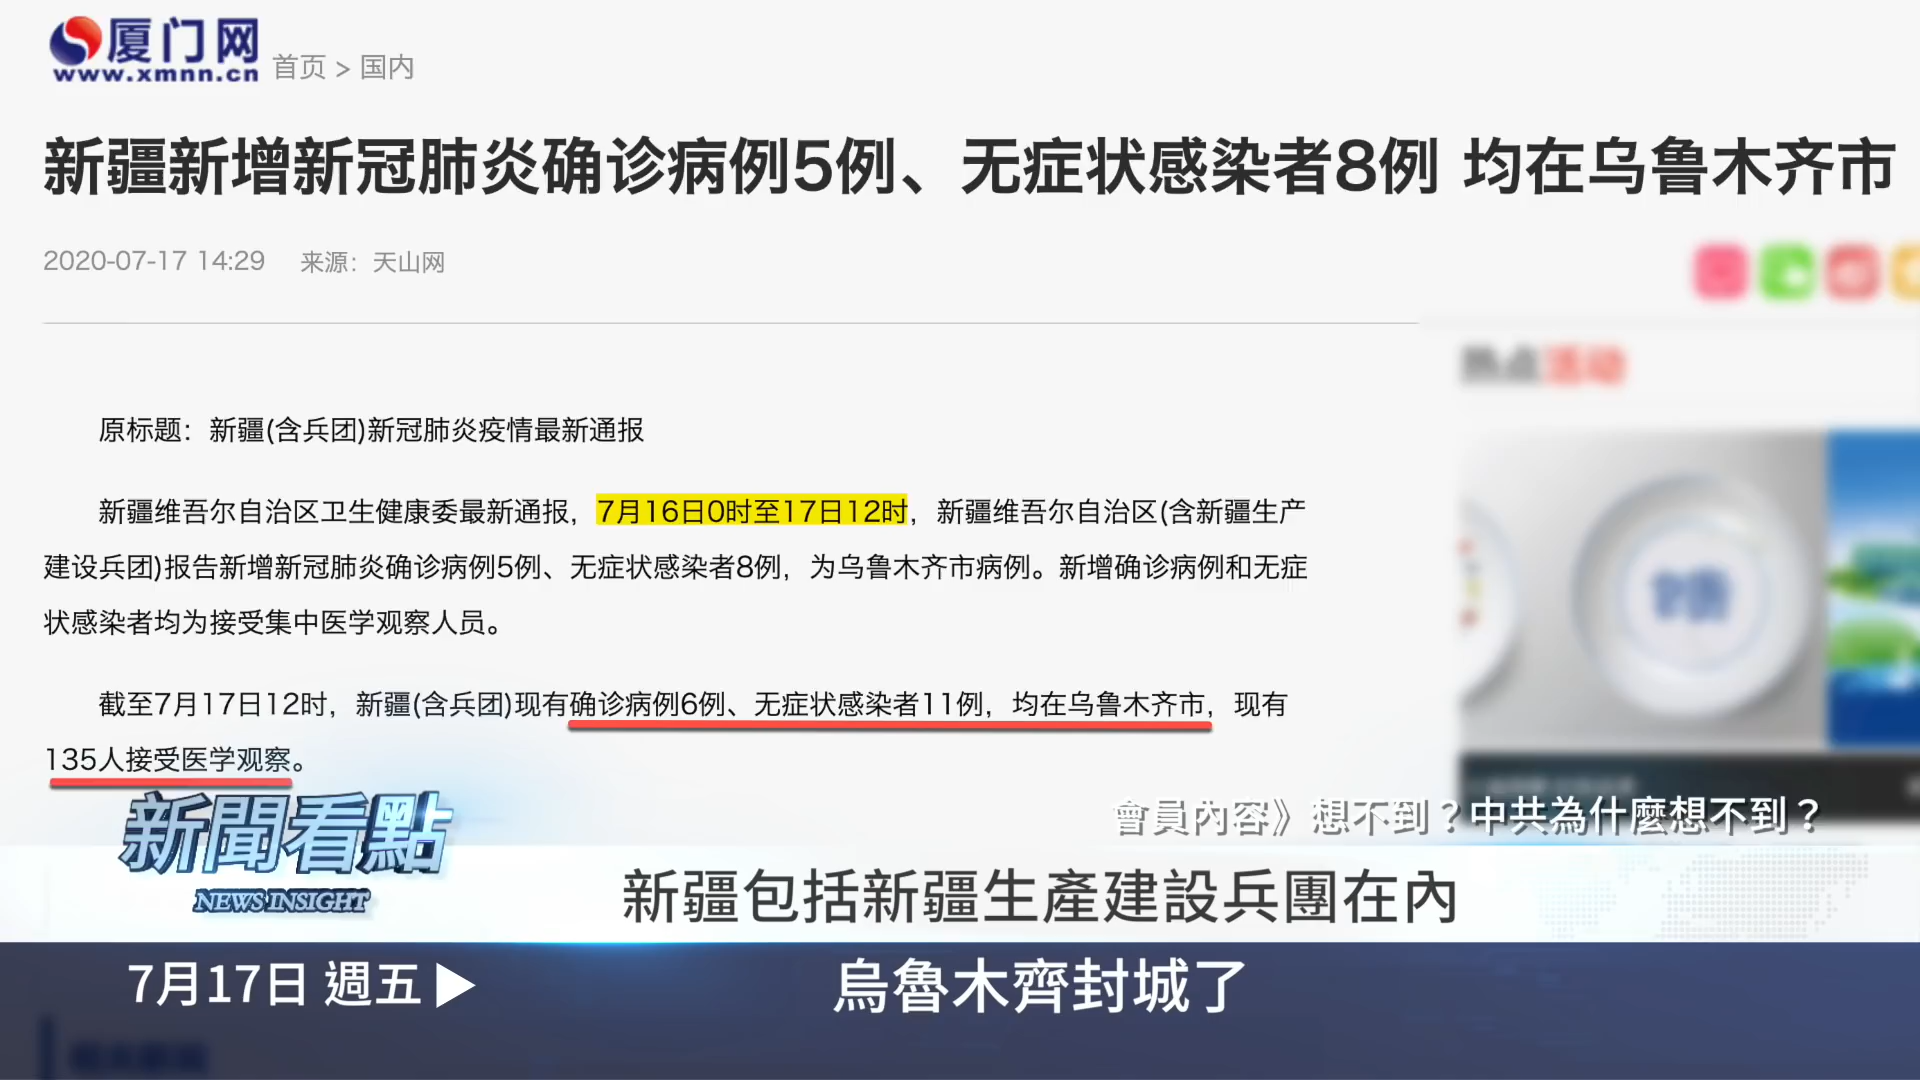 厦门网
www.xmnn.cn
首页 > 国内
新疆新增新冠肺炎确诊病例5例、无症状感染者8例 均在乌鲁木齐市
2020-07-17 14:29 来源：天山网
热点活动
原标题：新疆(含兵团)新冠肺炎疫情最新通报
新疆维吾尔自治区卫生健康委最新通报，7月16日0时至17日12时，新疆维吾尔自治区(含新疆生产
建设兵团)报告新增新冠肺炎确诊病例5例、无症状感染者8例，为乌鲁木齐市病例。新增确诊病例和无症
状感染者均为接受集中医学观察人员。
截至7月17日12时，新疆(含兵团)现有确诊病例6例、无症状感染者11例，均在乌鲁木齐市，现有
135人接受医学观察。
新聞看點
NEWS INSIGHT
會員內容》想不到？中共為什麼想不到？
新疆包括新疆生產建設兵團在內
7月17日 週五
烏魯木齊封城了